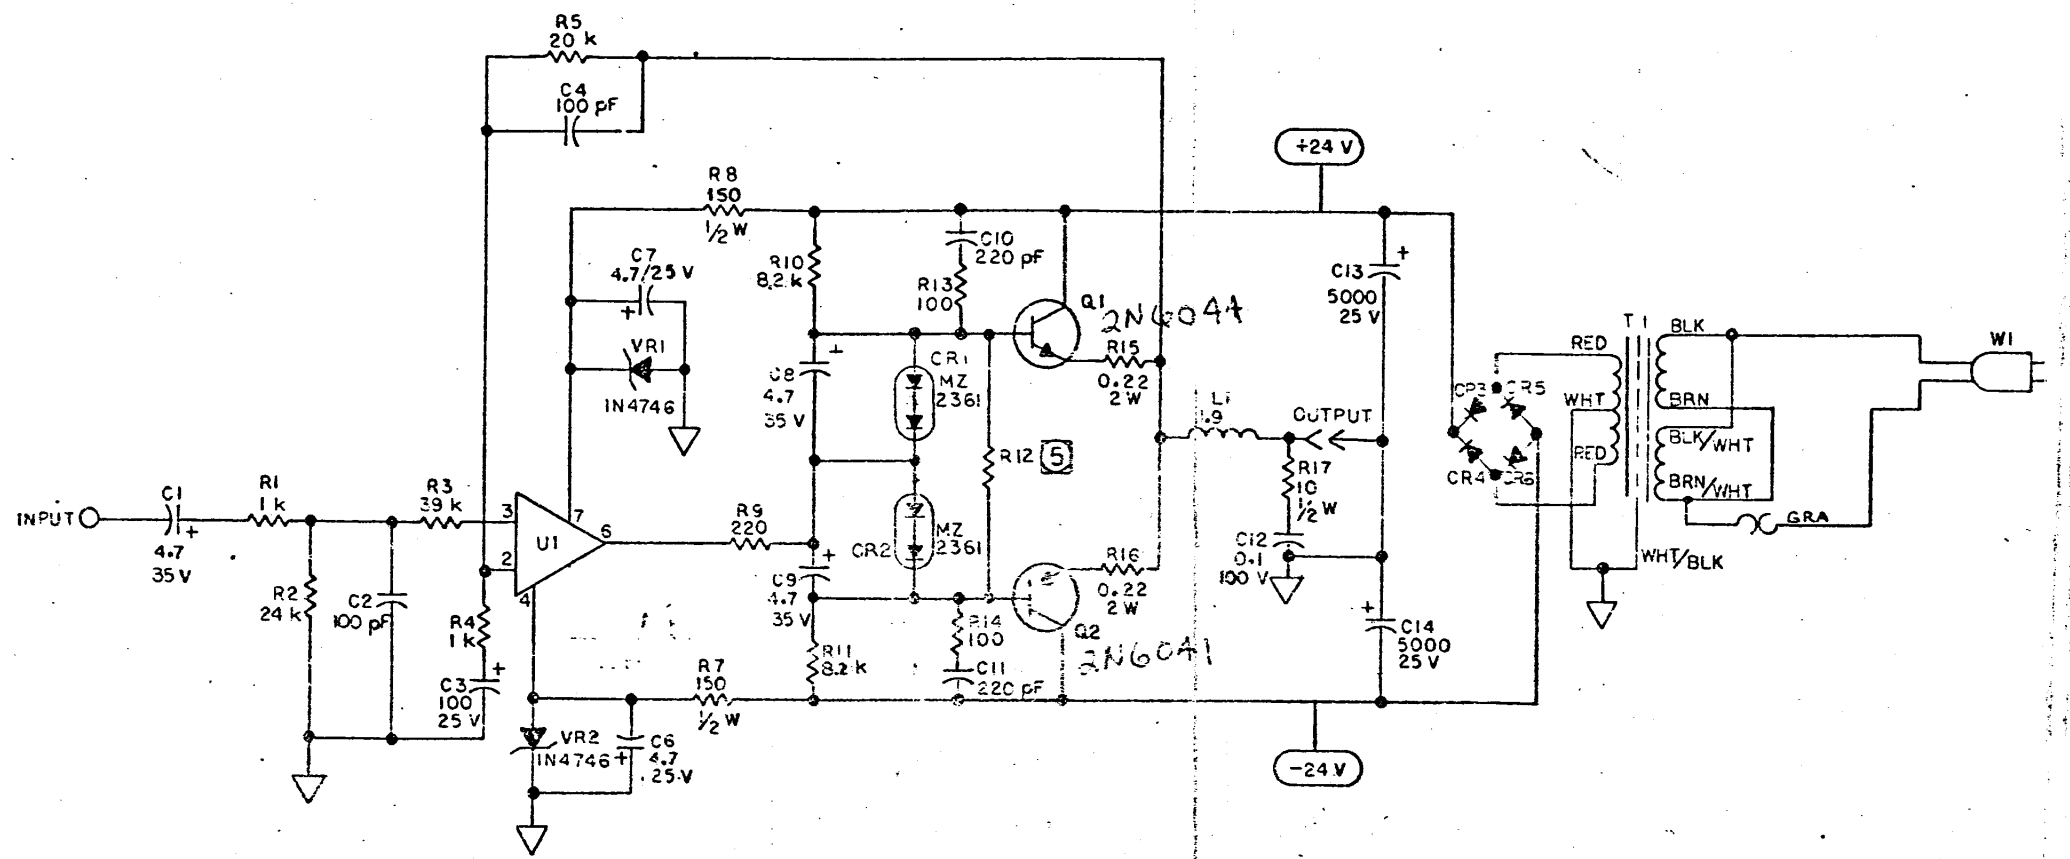 R5
20 k
C4
100 pF
+24 V
R8
150
1/2 W
C7
4.7/25 V
+
VR1
1N4746
R10
8.2 k
C10
220 pF
R13
100
Q1
2N6044
R15
0.22
2 W
+
C8
4.7
35 V
CR1
MZ
2361
R12
5
L1
OUTPUT
+
C13
5000
25 V
R17
10
1/2 W
C12
0.1
100 V
RED
WHT
RED
CR3
CR5
CR4
CR6
T1
BLK
BRN
BLK/WHT
BRN/WHT
GRA
WHT/BLK
W1
INPUT
C1
+
4.7
35 V
R1
1 k
R2
24 k
C2
100 pF
R3
39 k
3
2
7
6
4
U1
R4
1 k
+
C3
100
25 V
R9
220
+
C9
4.7
35 V
CR2
MZ
2361
R16
0.22
2 W
Q2
2N6041
R14
100
R11
8.2 k
C11
220 pF
R7
150
1/2 W
VR2
1N4746
+
C6
4.7
25 V
+
C14
5000
25 V
-24 V